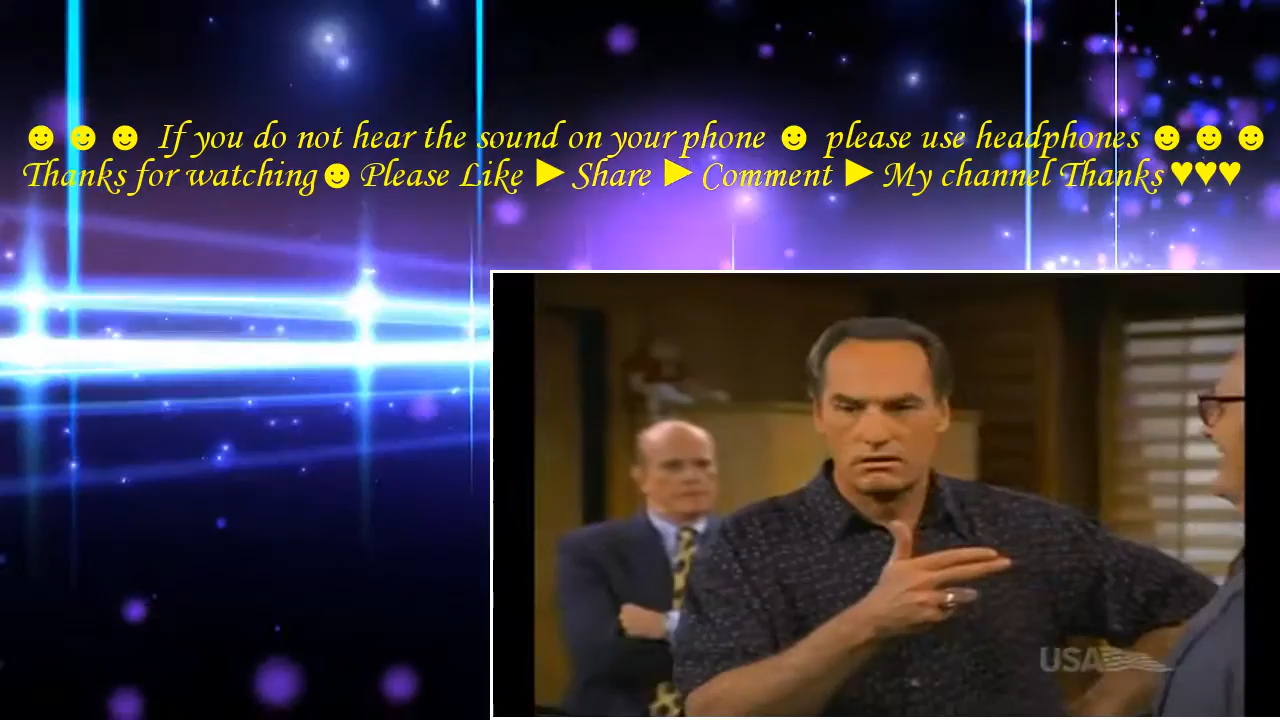 ☻ ☻ ☻ If you do not hear the sound on your phone ☻ please use headphones ☻ ☻ ☻
Thanks for watching☻ Please Like ► Share ► Comment ► My channel Thanks ♥♥♥
USA